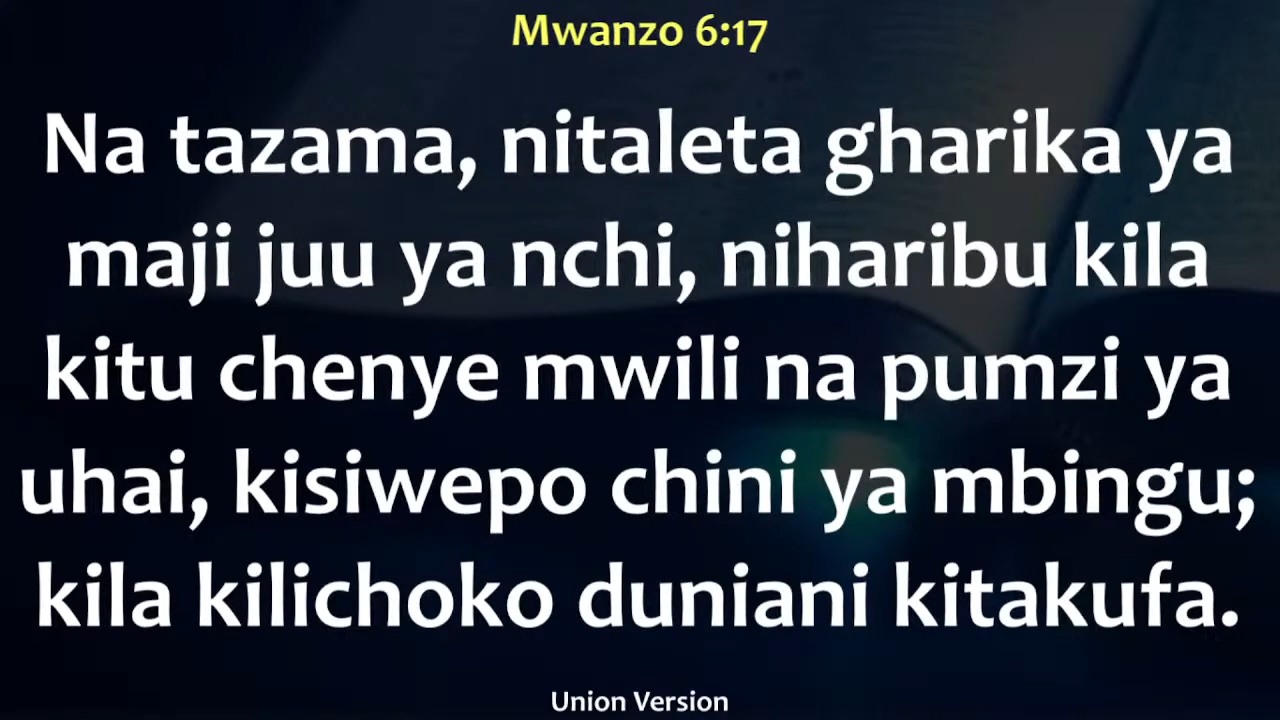 Mwanzo 6:17
Na tazama, nitaleta gharika ya
maji juu ya nchi, niharibu kila
kitu chenye mwili na pumzi ya
uhai, kisiwepo chini ya mbingu;
kila kilichoko duniani kitakufa.
Union Version